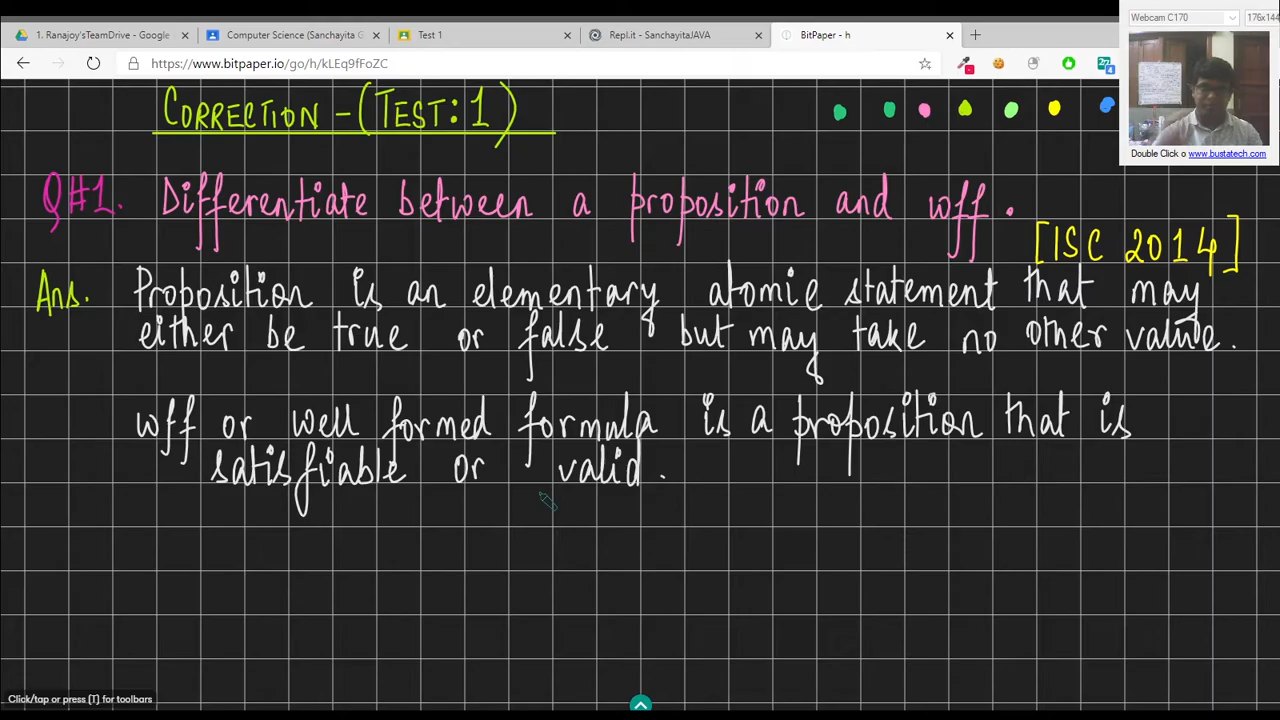 Webcam C170
176x144
1. Ranajoy'sTeamDrive - Google
Computer Science (Sanchayita G
Test 1
Repl.it - SanchayitaJAVA
BitPaper - h
https://www.bitpaper.io/go/h/kLEq9fFoZC
Double Click o www.bustatech.com
CORRECTION - (TEST: 1)
Q#1. Differentiate between a proposition and wff.
[ISC 2014]
Ans. Proposition is an elementary atomic statement that may
either be true or false but may take no other value.
wff or well formed formula is a proposition that is
satisfiable or valid.
Click/tap or press (T) for toolbars